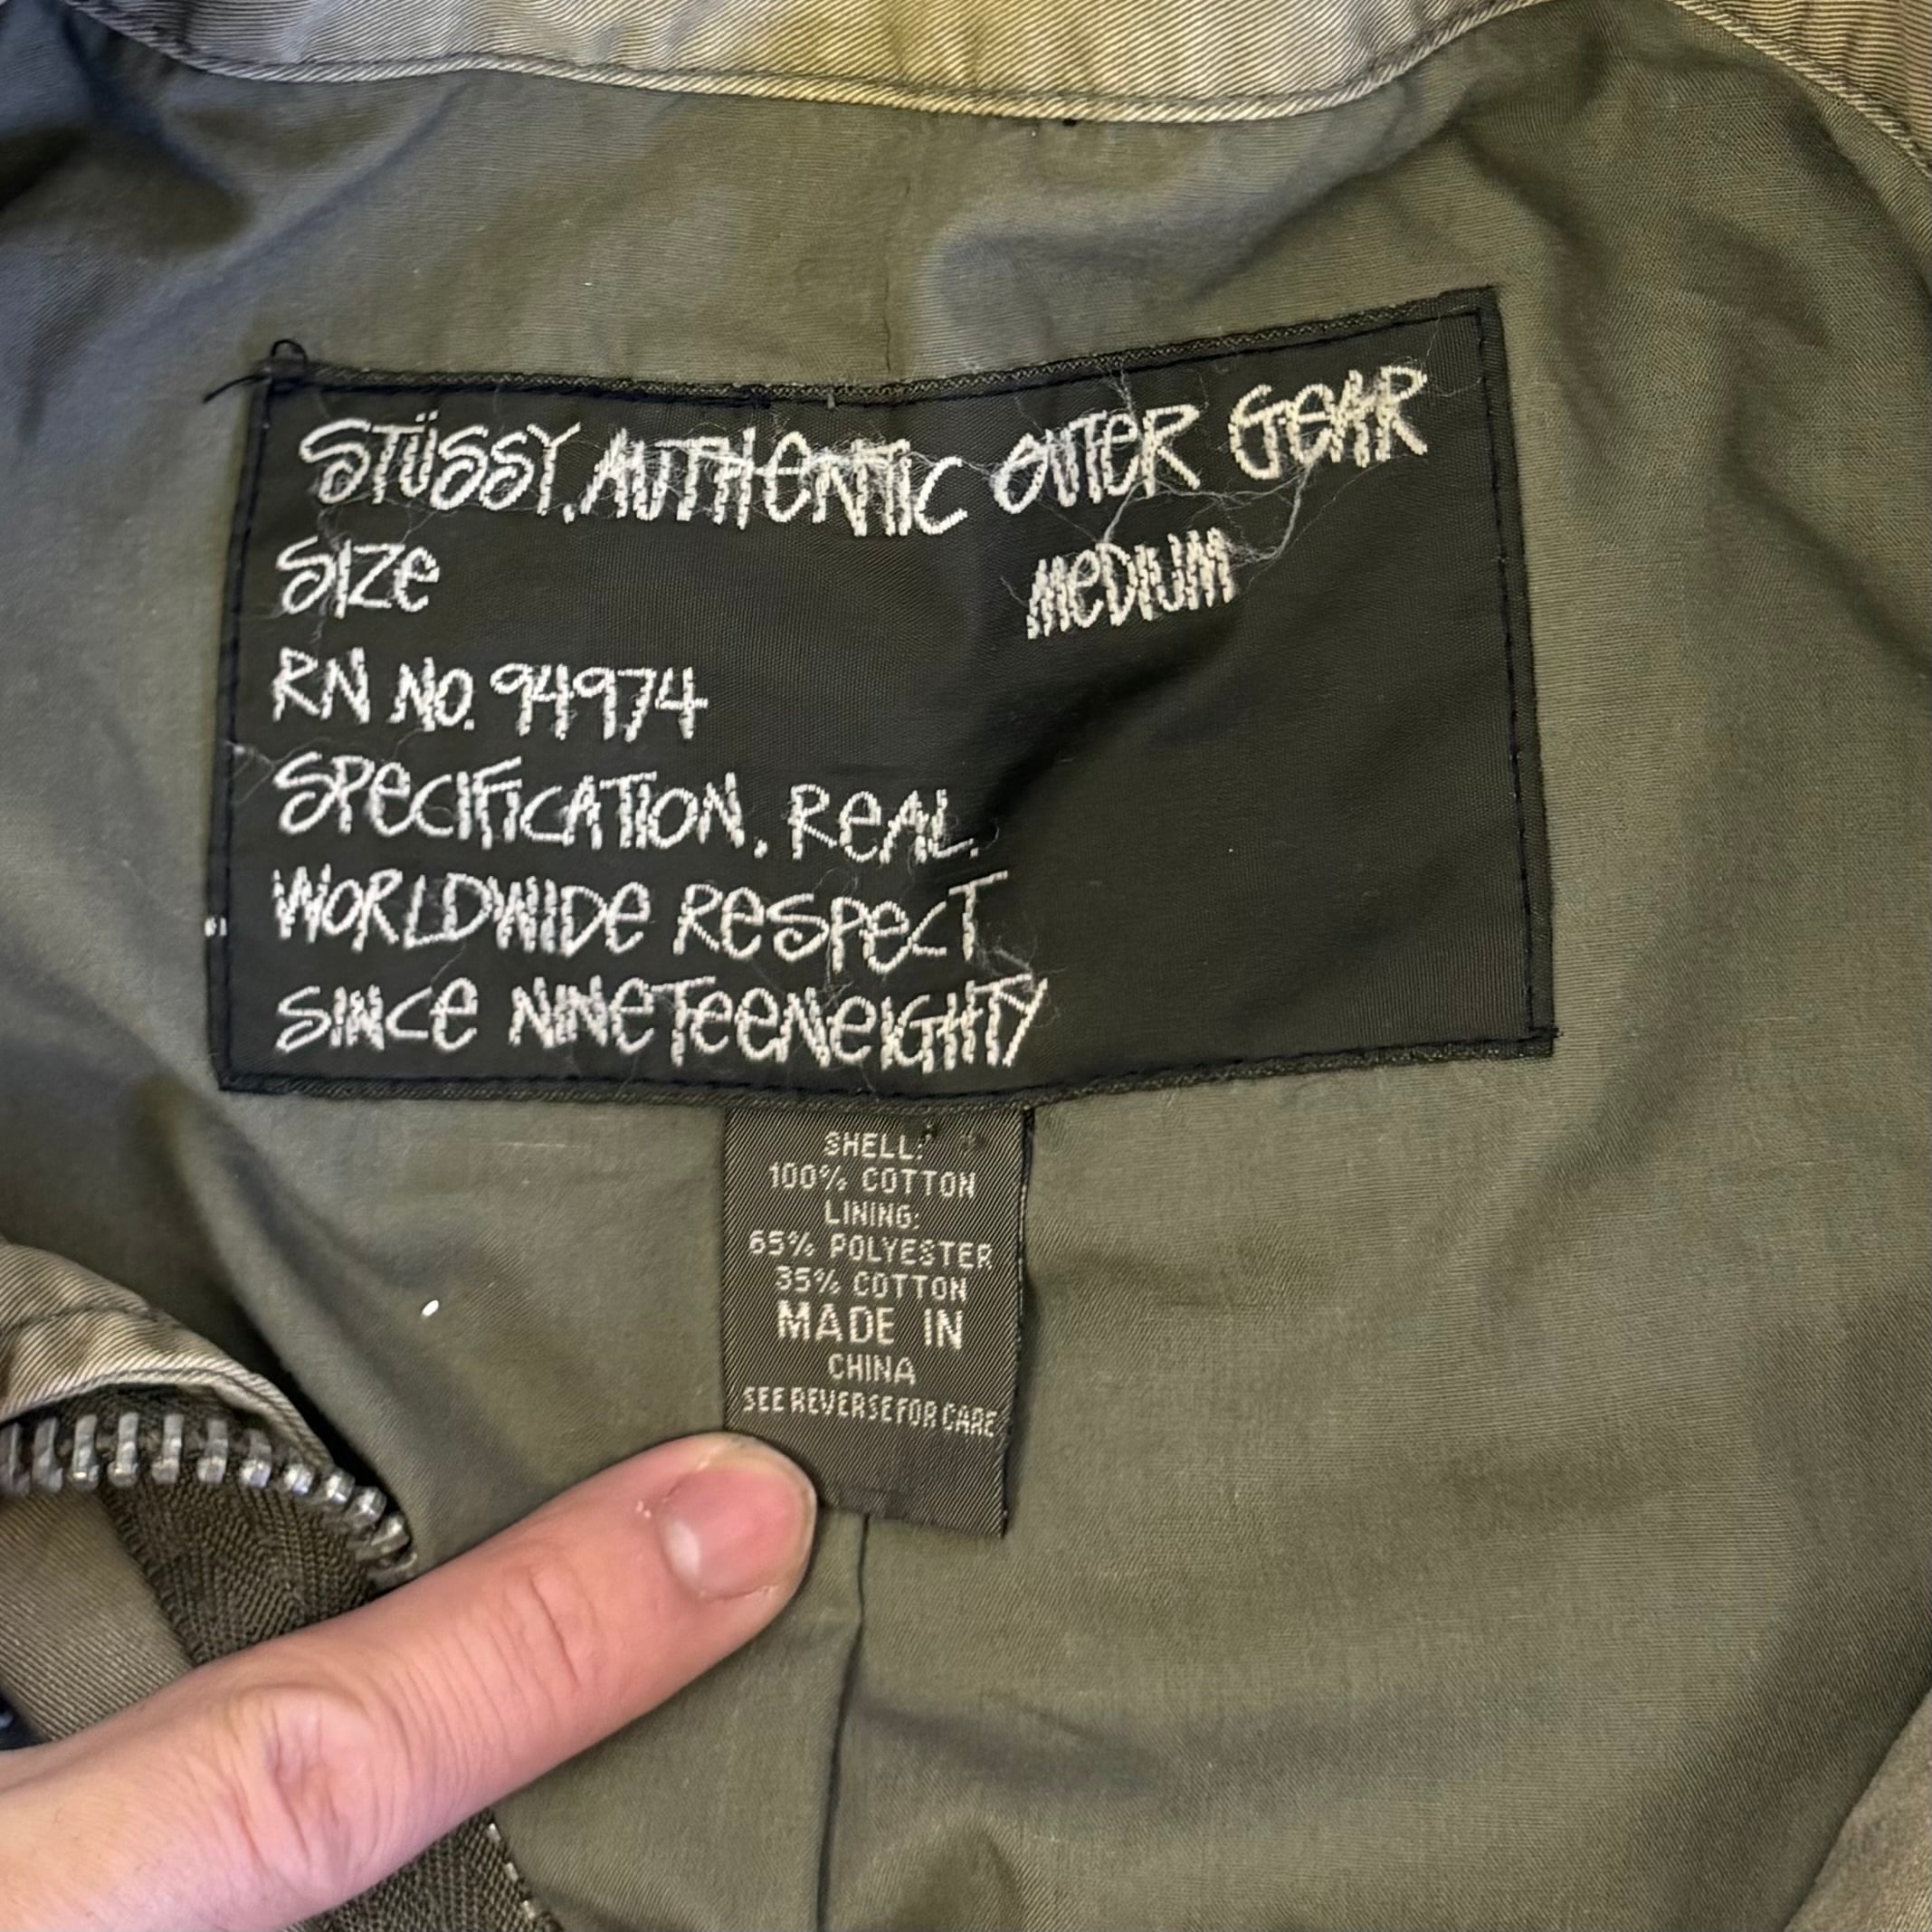 STÜSSY. AUTHENTIC OUTER GEAR
SIZE MEDIUM
RN NO. 94974
SPECIFICATION. REAL.
WORLDWIDE RESPECT
SINCE NINETEENEIGHTY
SHELL:
100% COTTON
LINING:
65% POLYESTER
35% COTTON
MADE IN
CHINA
SEE REVERSE FOR CARE